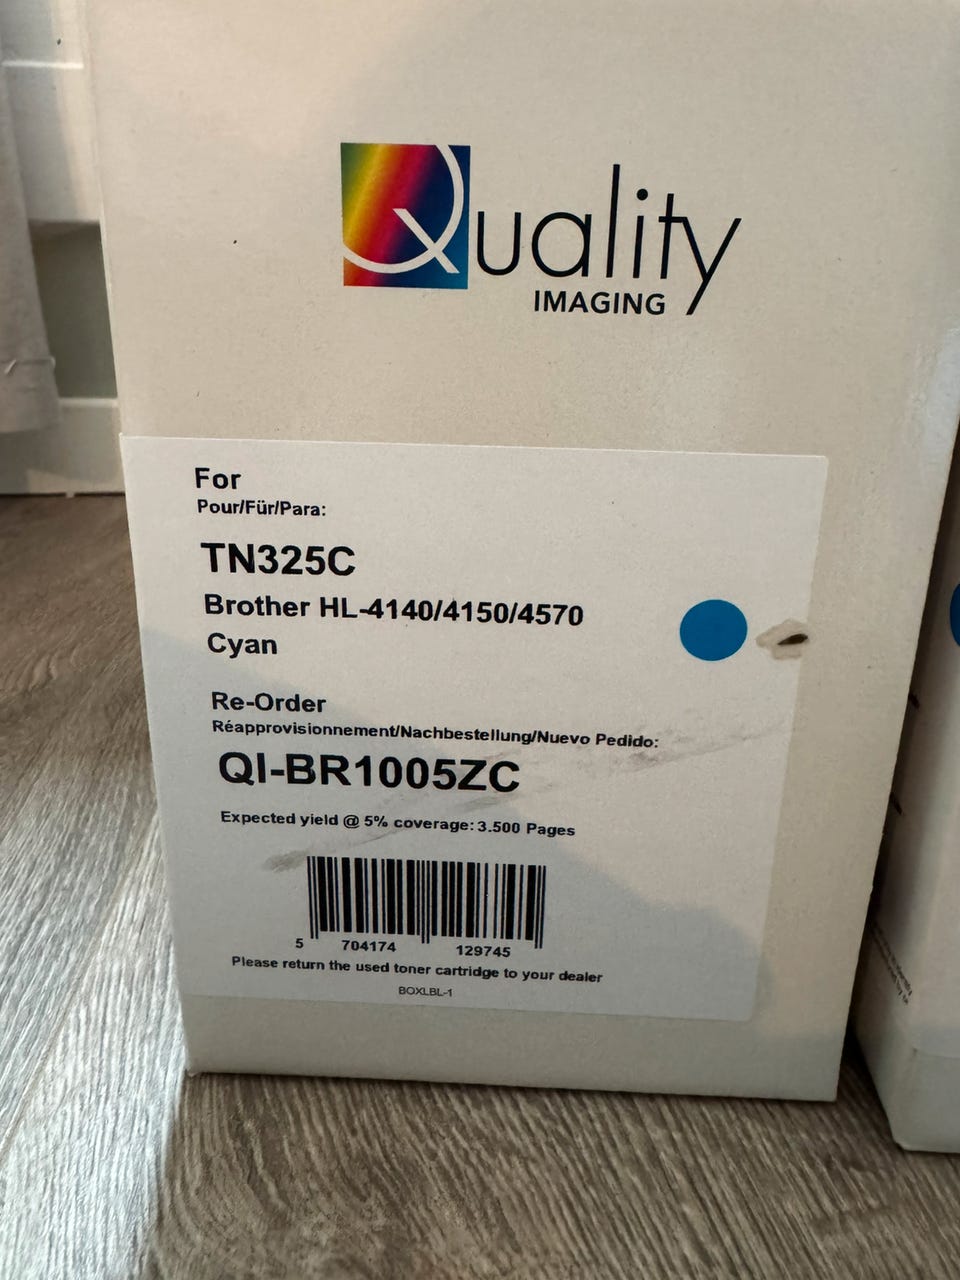 Quality
IMAGING
For
Pour/Für/Para:
TN325C
Brother HL-4140/4150/4570
Cyan
Re-Order
Réapprovisionnement/Nachbestellung/Nuevo Pedido:
QI-BR1005ZC
Expected yield @ 5% coverage: 3.500 Pages
5 704174 129745
Please return the used toner cartridge to your dealer
BOXLBL-1